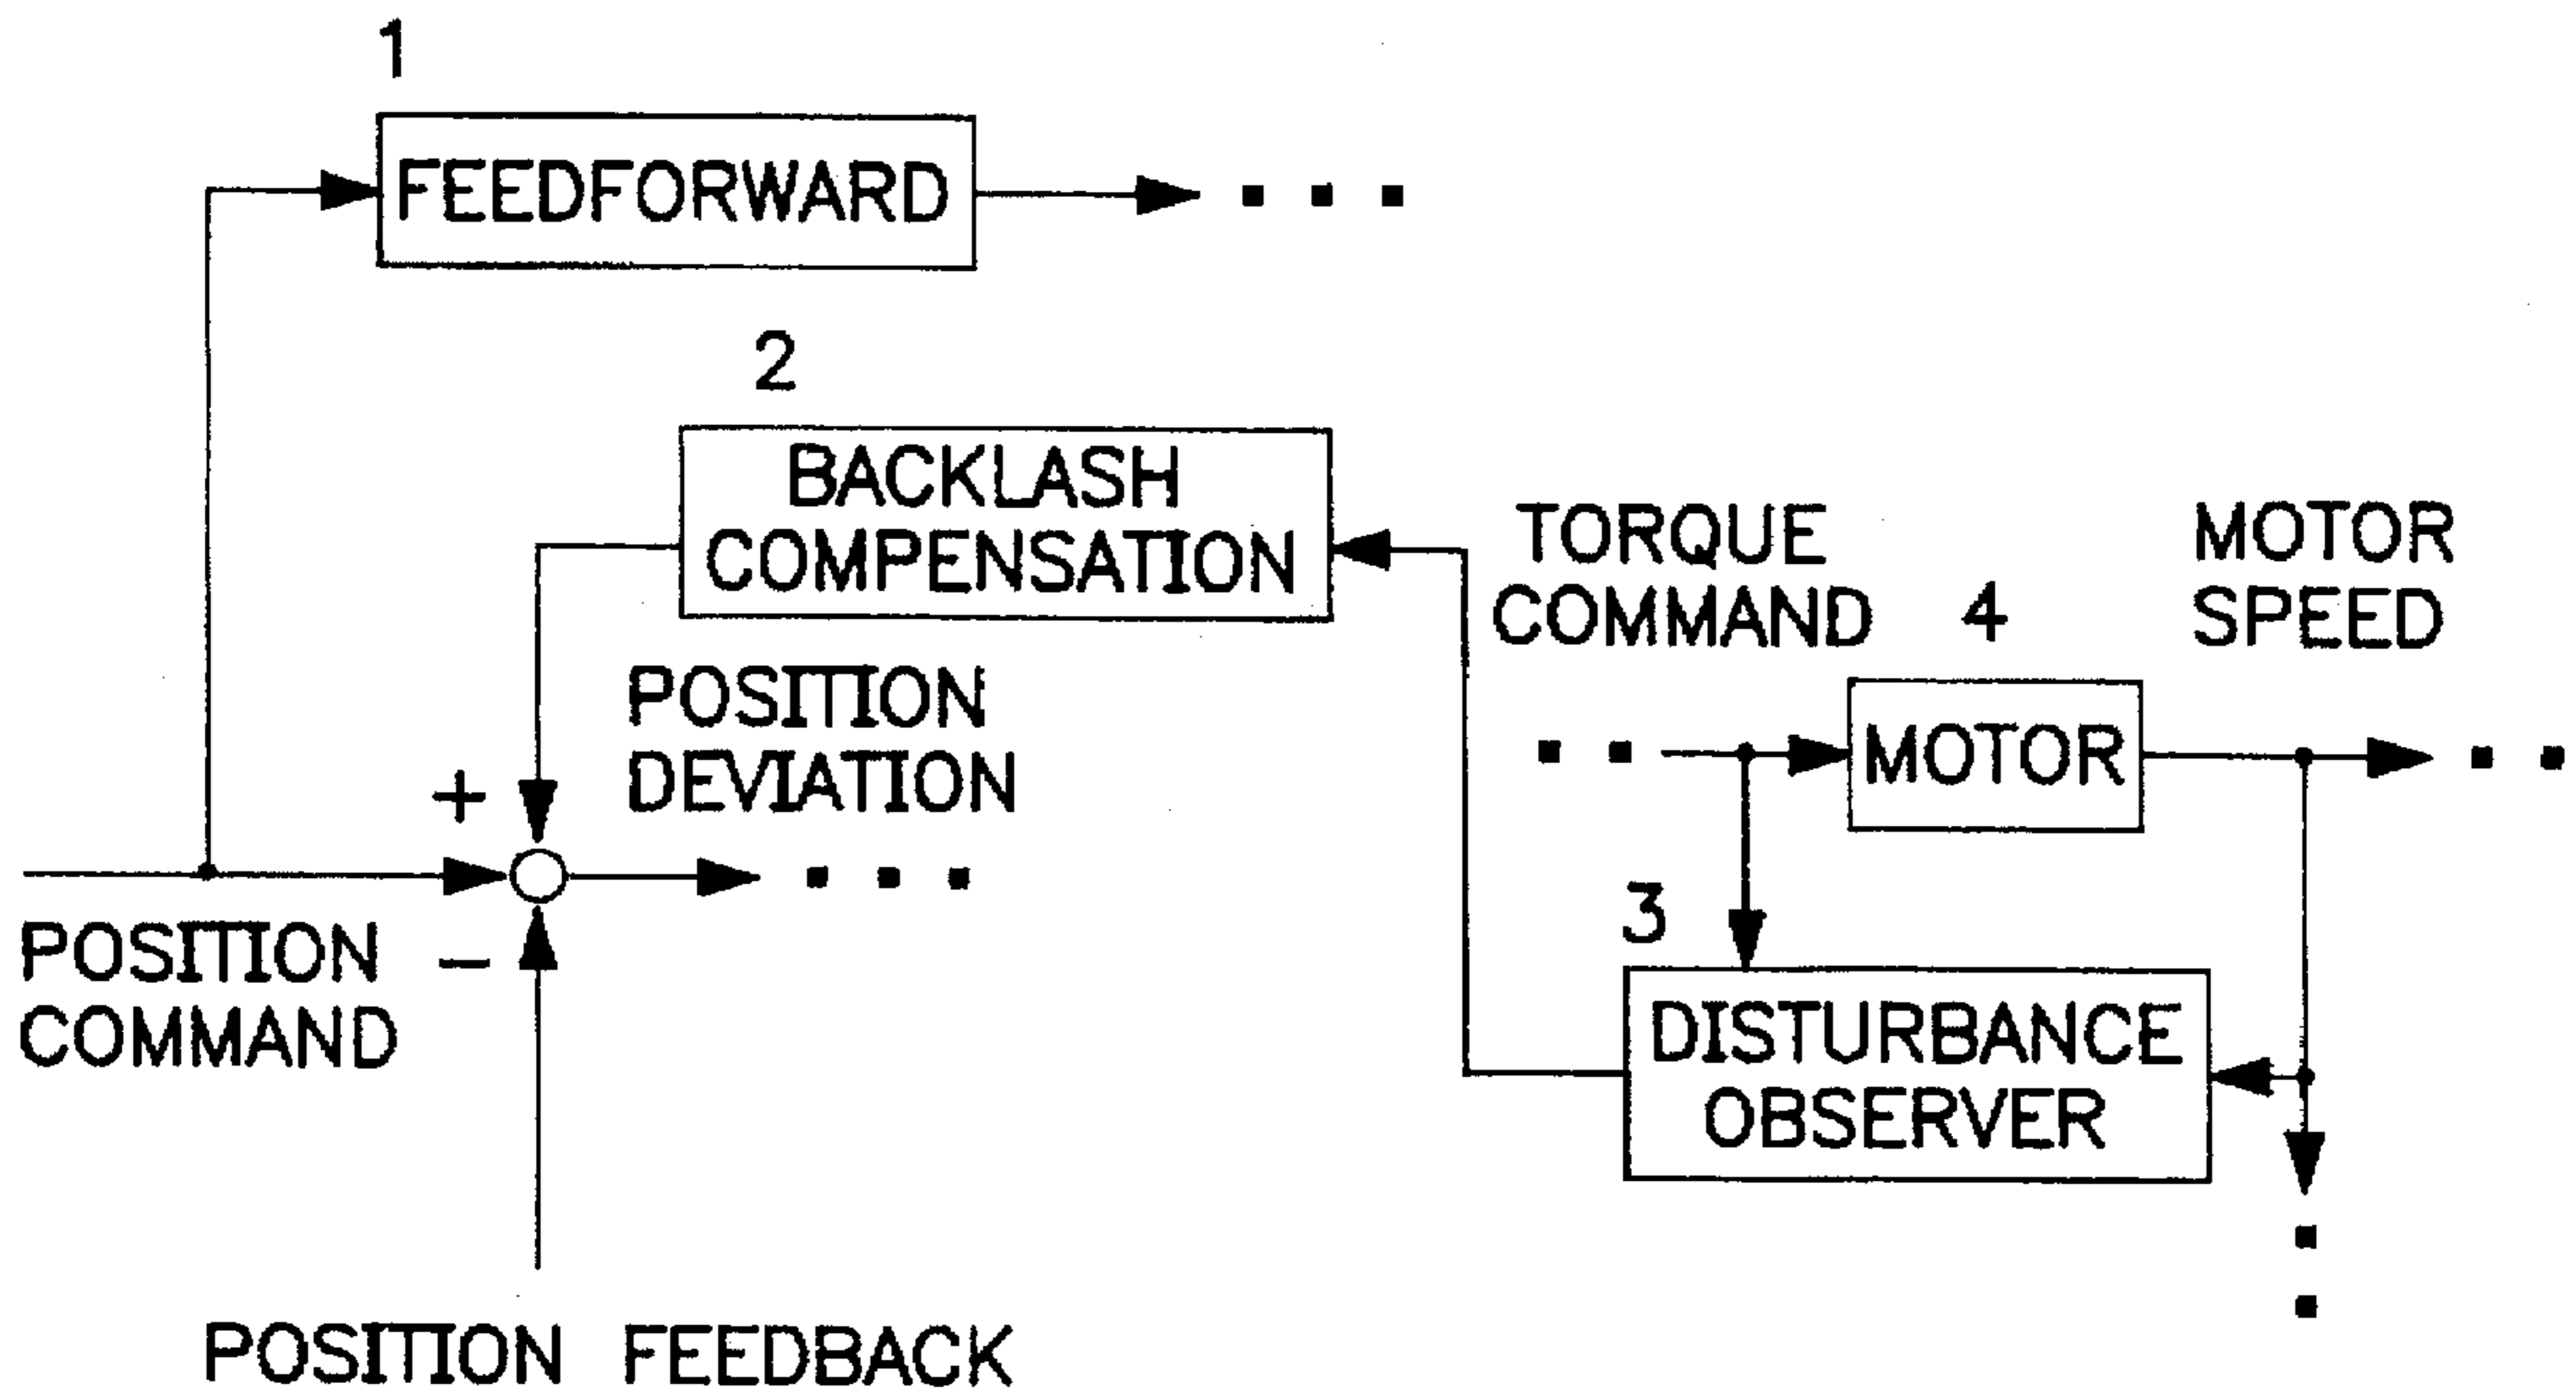 1
FEEDFORWARD
2
BACKLASH
COMPENSATION
TORQUE
COMMAND
4
MOTOR
SPEED
POSITION
DEVIATION
MOTOR
+
3
POSITION
COMMAND
−
DISTURBANCE
OBSERVER
POSITION FEEDBACK